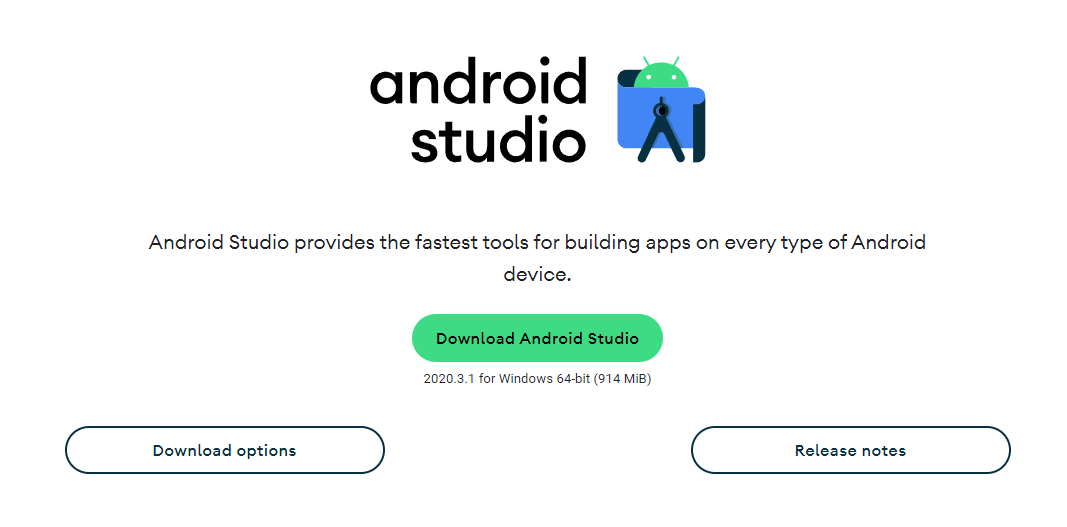 android
studio
Android Studio provides the fastest tools for building apps on every type of Android
device.
Download Android Studio
2020.3.1 for Windows 64-bit (914 MiB)
Download options
Release notes